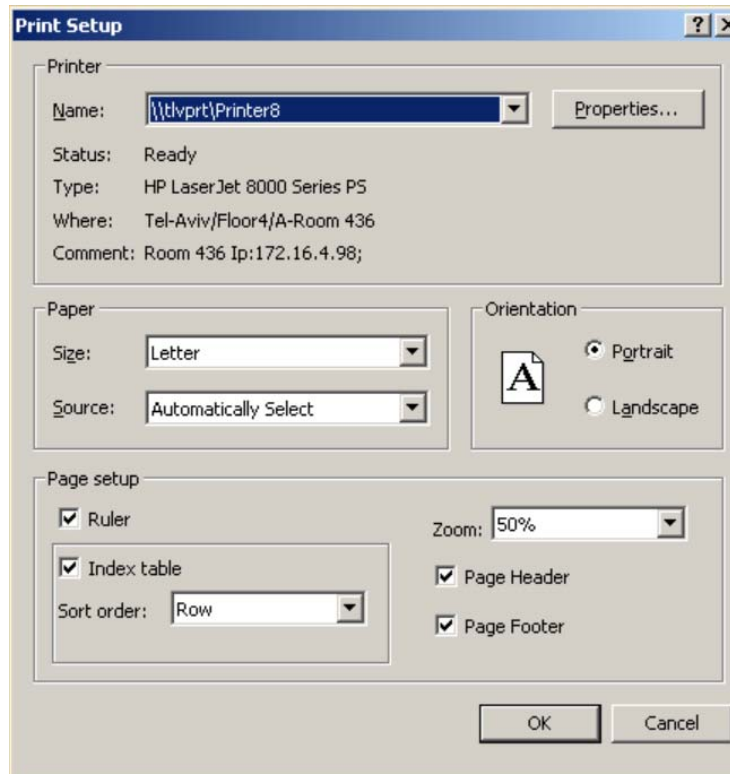 Print Setup
Printer
Name: \\tlvprt\Printer8 Properties...
Status: Ready
Type: HP LaserJet 8000 Series PS
Where: Tel-Aviv/Floor4/A-Room 436
Comment: Room 436 Ip:172.16.4.98;
Paper
Size: Letter
Source: Automatically Select
Orientation
A
Portrait
Landscape
Page setup
Ruler
Index table
Sort order: Row
Zoom: 50%
Page Header
Page Footer
OK Cancel